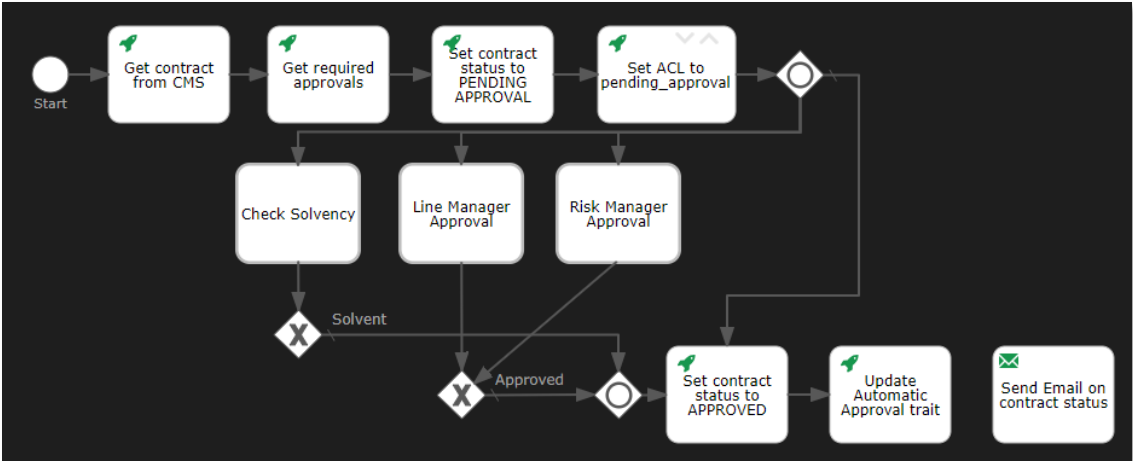 Start
Get contract
from CMS
Get required
approvals
Set contract
status to
PENDING
APPROVAL
Set ACL to
pending_approval
Check Solvency
Line Manager
Approval
Risk Manager
Approval
X
Solvent
X
Approved
Set contract
status to
APPROVED
Update
Automatic
Approval trait
Send Email on
contract status